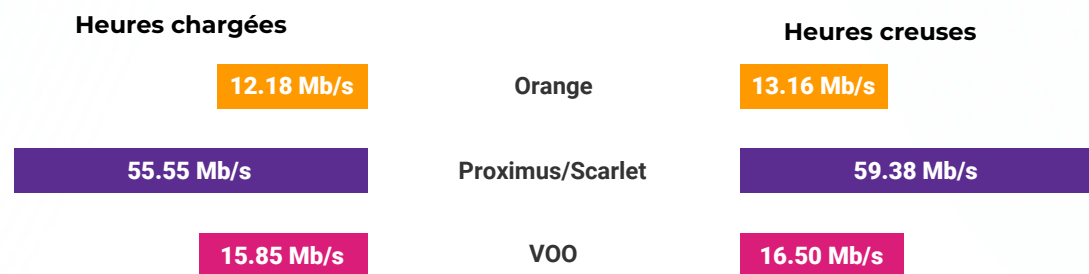 Heures chargées
Heures creuses
12.18 Mb/s
Orange
13.16 Mb/s
55.55 Mb/s
Proximus/Scarlet
59.38 Mb/s
15.85 Mb/s
VOO
16.50 Mb/s